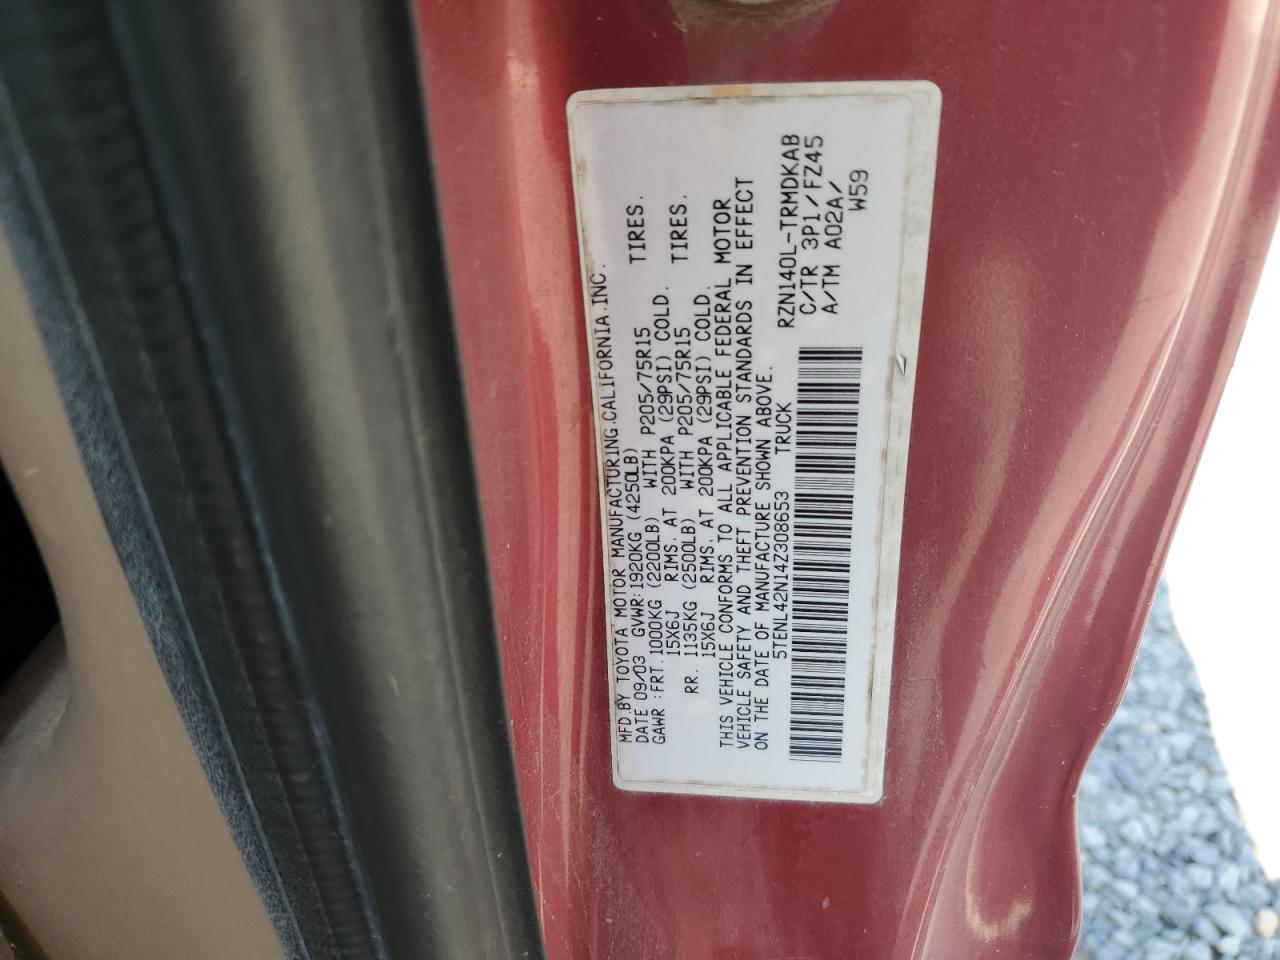 MFD.BY TOYOTA MOTOR MANUFACTURING.CALIFORNIA.INC.
DATE 09/03 GVWR:1920KG (4250LB)
GAWR :FRT.1000KG (2200LB) WITH P205/75R15 TIRES.
15X6J RIMS. AT 200KPA (29PSI) COLD.
RR. 1135KG (2500LB) WITH P205/75R15 TIRES.
15X6J RIMS. AT 200KPA (29PSI) COLD.
THIS VEHICLE CONFORMS TO ALL APPLICABLE FEDERAL MOTOR
VEHICLE SAFETY AND THEFT PREVENTION STANDARDS IN EFFECT
ON THE DATE OF MANUFACTURE SHOWN ABOVE.
5TENL42N14Z308653 TRUCK
RZN140L-TRMDKAB
C/TR 3P1/FZ45
A/TM A02A/
W59